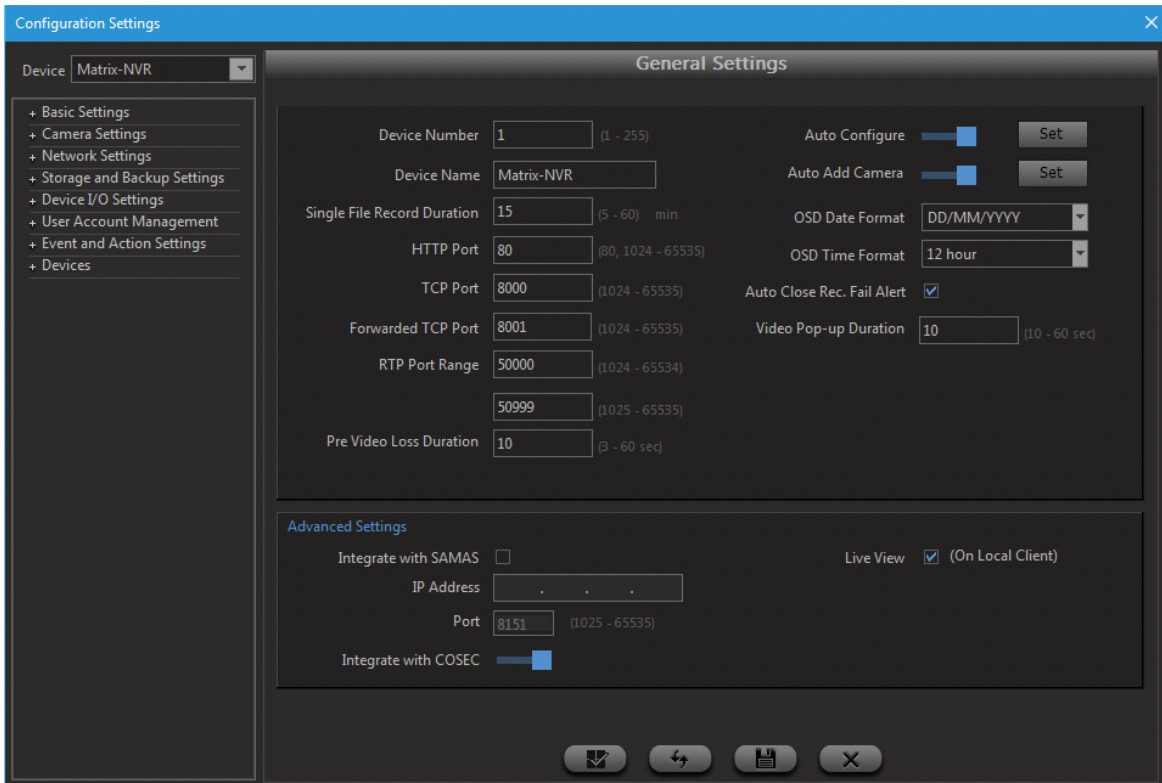 Configuration Settings
Device Matrix-NVR
+ Basic Settings
+ Camera Settings
+ Network Settings
+ Storage and Backup Settings
+ Device I/O Settings
+ User Account Management
+ Event and Action Settings
+ Devices
General Settings
Device Number 1 (1 - 255)
Device Name Matrix-NVR
Single File Record Duration 15 (5 - 60) min
HTTP Port 80 (80, 1024 - 65535)
TCP Port 8000 (1024 - 65535)
Forwarded TCP Port 8001 (1024 - 65535)
RTP Port Range 50000 (1024 - 65534)
50999 (1025 - 65535)
Pre Video Loss Duration 10 (3 - 60 sec)
Auto Configure Set
Auto Add Camera Set
OSD Date Format DD/MM/YYYY
OSD Time Format 12 hour
Auto Close Rec. Fail Alert
Video Pop-up Duration 10 (10 - 60 sec)
Advanced Settings
Integrate with SAMAS
IP Address . . .
Port 8151 (1025 - 65535)
Integrate with COSEC
Live View (On Local Client)